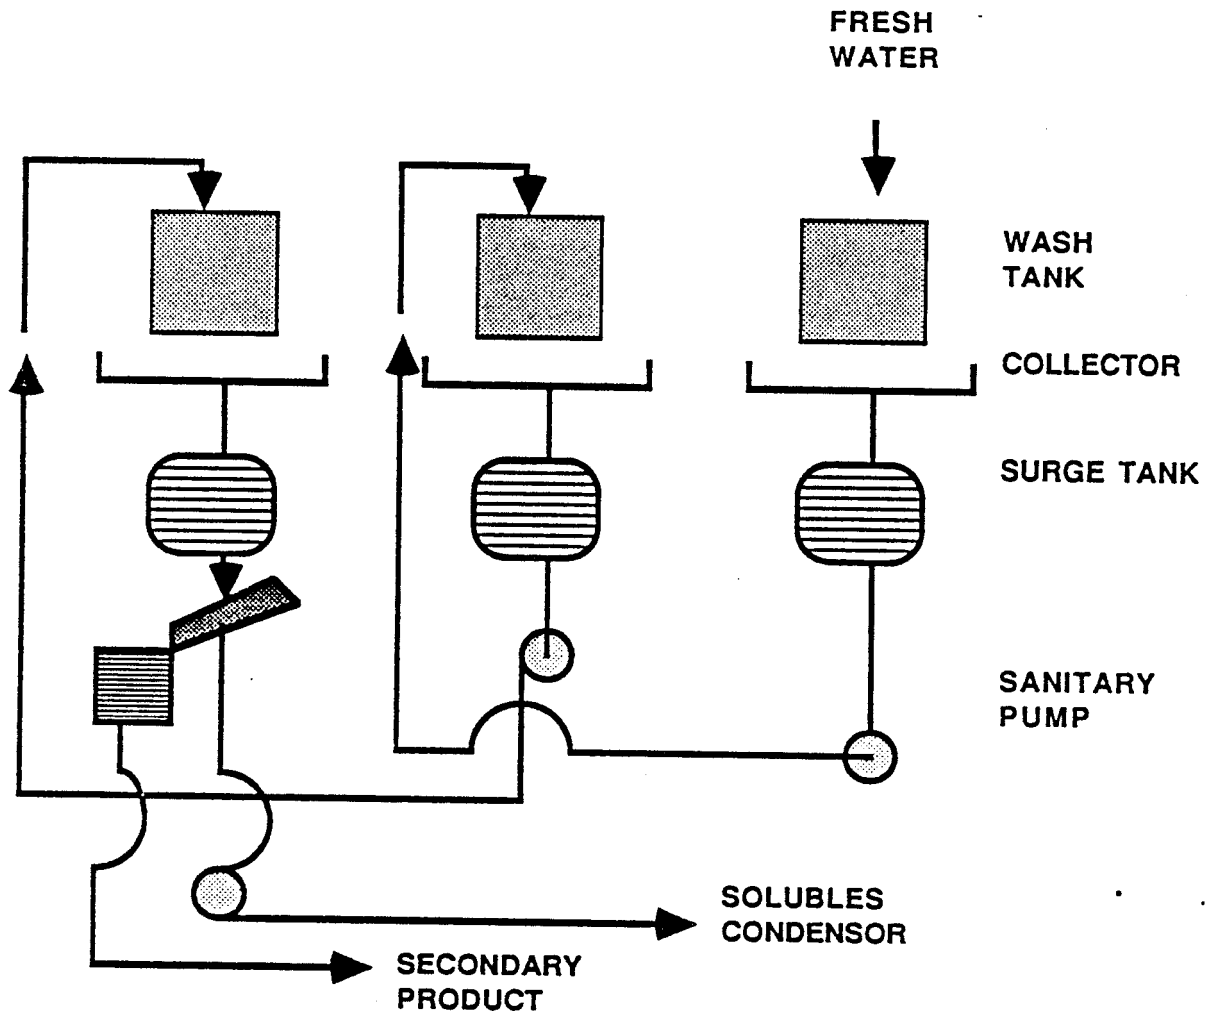 FRESH
WATER
WASH
TANK
COLLECTOR
SURGE TANK
SANITARY
PUMP
SOLUBLES
CONDENSOR
SECONDARY
PRODUCT